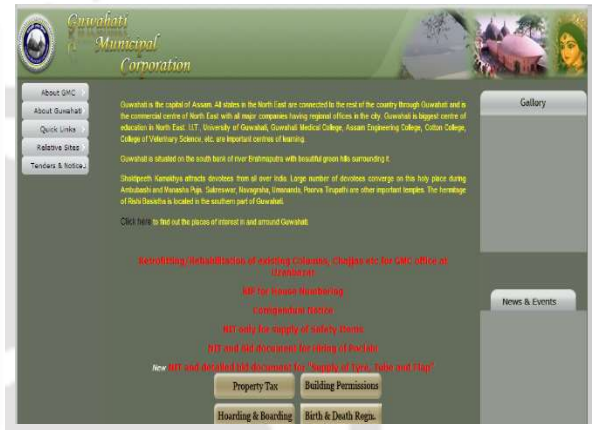 Guwahati
Municipal
Corporation
About GMC
About Guwahati
Quick Links
Relative Sites
Tenders & Notice
Guwahati is the capital of Assam. All states in the North East are connected to the rest of the country through Guwahati and is
the commercial centre of North East with all major companies having regional offices in the city. Guwahati is biggest centre of
education in North East. I.I.T., University of Guwahati, Guwahati Medical College, Assam Engineering College, Cotton College,
College of Veterinary Science, etc. are important centres of learning.
Guwahati is situated on the south bank of river Brahmaputra with beautiful green hills surrounding it.
Shaktipeeth Kamakhya attracts devotees from all over India. Large number of devotees converge on this holy place during
Ambubashi and Manasha Puja. Sukreswar, Navagraha, Umananda, Poorva Tirupathi are other important temples. The hermitage
of Rishi Basistha is located in the southern part of Guwahati.
Click here to find out the places of interest in and arround Guwahati.
Retrofitting/Rehabilitation of existing Columns, Chajjas etc for GMC office at
Uzanbazar
for House Numbering
Corrigendum Notice
NIT only for supply of Safety Items
NIT and Bid document for Hiring of Poclain
New NIT and detailed bid document for "Supply of Tyre, Tube and Flap"
Property Tax
Building Permissions
Hoarding & Boarding
Birth & Death Regn.
Gallory
News & Events